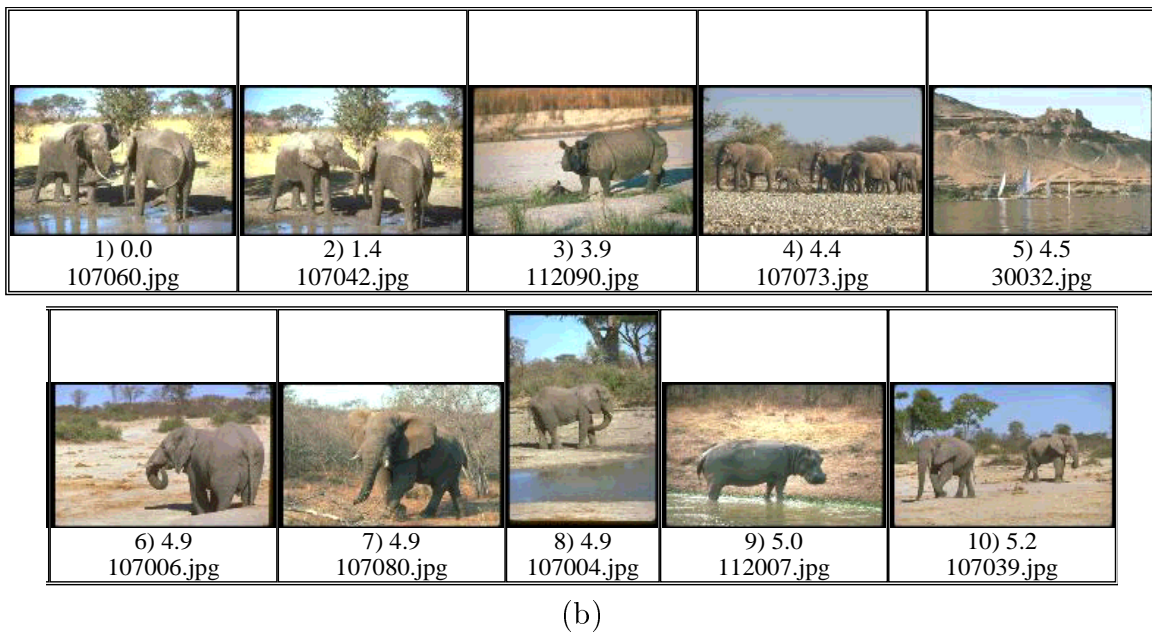 1) 0.0
107060.jpg
2) 1.4
107042.jpg
3) 3.9
112090.jpg
4) 4.4
107073.jpg
5) 4.5
30032.jpg
6) 4.9
107006.jpg
7) 4.9
107080.jpg
8) 4.9
107004.jpg
9) 5.0
112007.jpg
10) 5.2
107039.jpg
(b)